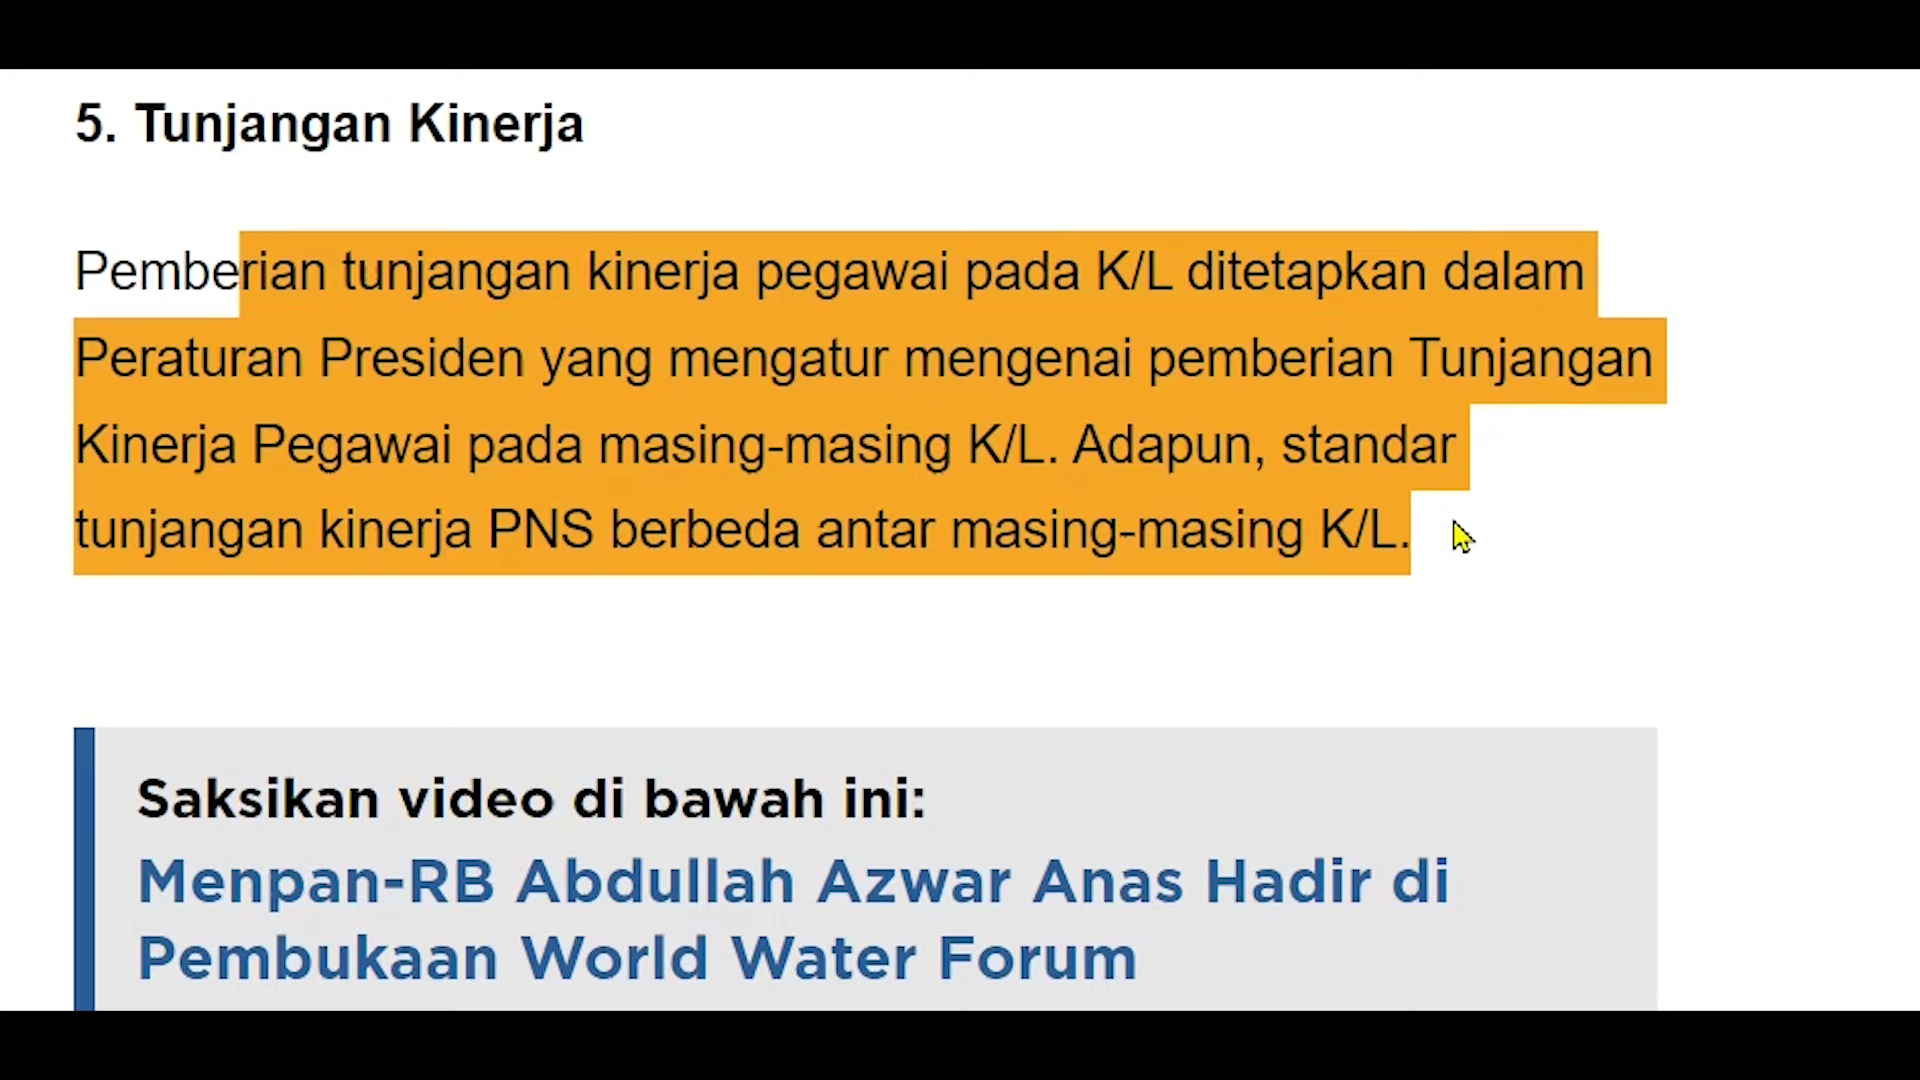 5. Tunjangan Kinerja
Pemberian tunjangan kinerja pegawai pada K/L ditetapkan dalam
Peraturan Presiden yang mengatur mengenai pemberian Tunjangan
Kinerja Pegawai pada masing-masing K/L. Adapun, standar
tunjangan kinerja PNS berbeda antar masing-masing K/L.
Saksikan video di bawah ini:
Menpan-RB Abdullah Azwar Anas Hadir di
Pembukaan World Water Forum